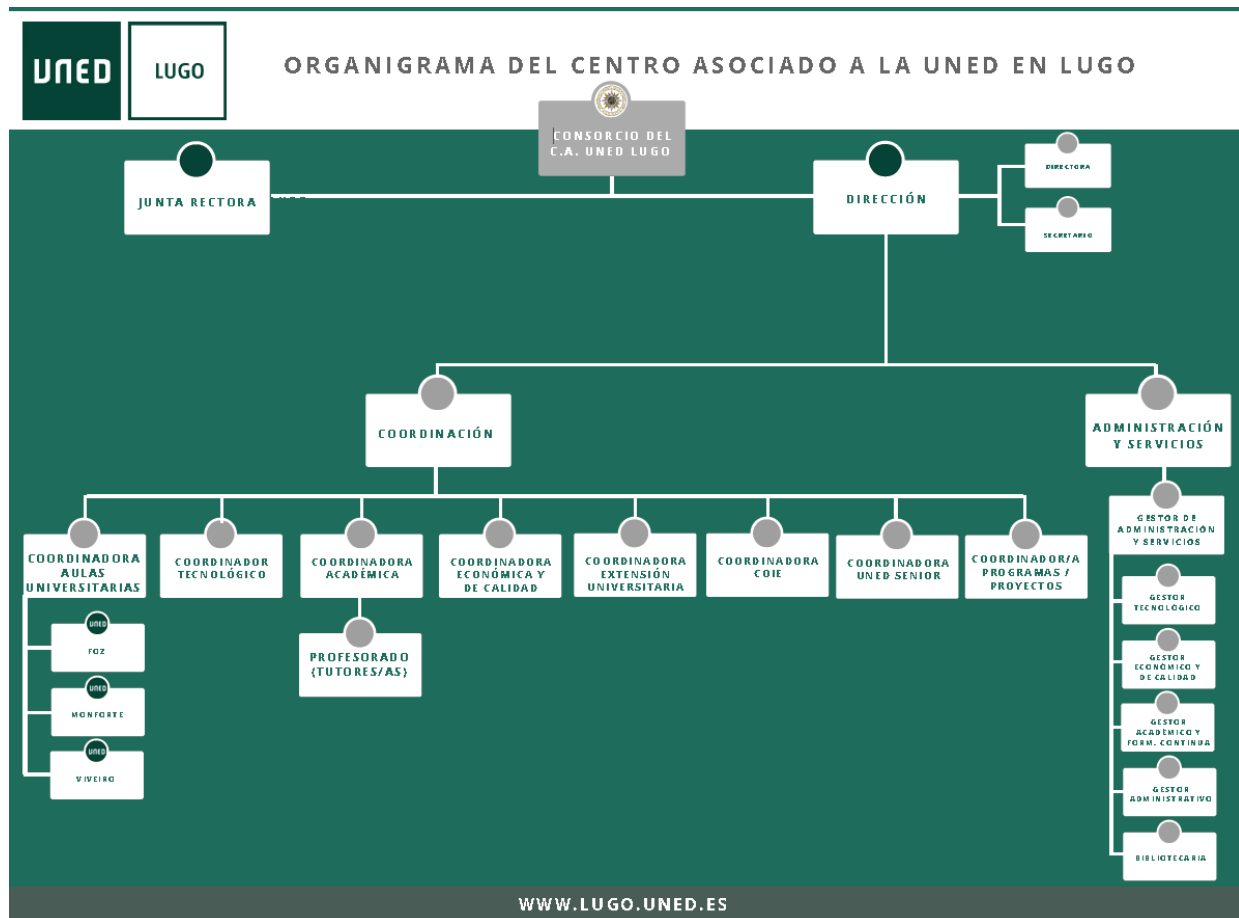 UNED
LUGO
ORGANIGRAMA DEL CENTRO ASOCIADO A LA UNED EN LUGO
CONSORCIO DEL
C.A. UNED LUGO
JUNTA RECTORA
DIRECCIÓN
DIRECTORA
SECRETARIO
COORDINACIÓN
ADMINISTRACIÓN
Y SERVICIOS
COORDINADORA
AULAS
UNIVERSITARIAS
COORDINADOR
TECNOLÓGICO
COORDINADORA
ACADÉMICA
COORDINADORA
ECONÓMICA Y
DE CALIDAD
COORDINADORA
EXTENSIÓN
UNIVERSITARIA
COORDINADORA
COIE
COORDINADORA
UNED SENIOR
COORDINADOR/A
PROGRAMAS /
PROYECTOS
GESTOR DE
ADMINISTRACIÓN
Y SERVICIOS
UNED
FOZ
UNED
MONFORTE
UNED
VIVEIRO
PROFESORADO
(TUTORES/AS)
GESTOR
TECNOLÓGICO
GESTOR
ECONÓMICO Y
DE CALIDAD
GESTOR
ACADÉMICO Y
FORM. CONTINUA
GESTOR
ADMINISTRATIVO
BIBLIOTECARIA
WWW.LUGO.UNED.ES